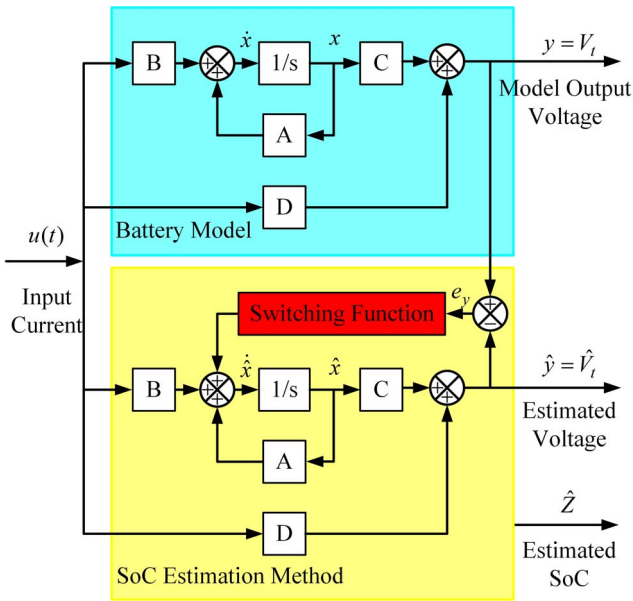 B
+
+
ẋ
1/s
x
C
+
+
y = V_t
Model Output
Voltage
A
D
Battery Model
u(t)
Input
Current
Switching Function
e_y
+
−
B
+
+
+
x̂̇
1/s
x̂
C
+
+
ŷ = V̂_t
Estimated
Voltage
A
D
Ẑ
Estimated
SoC
SoC Estimation Method